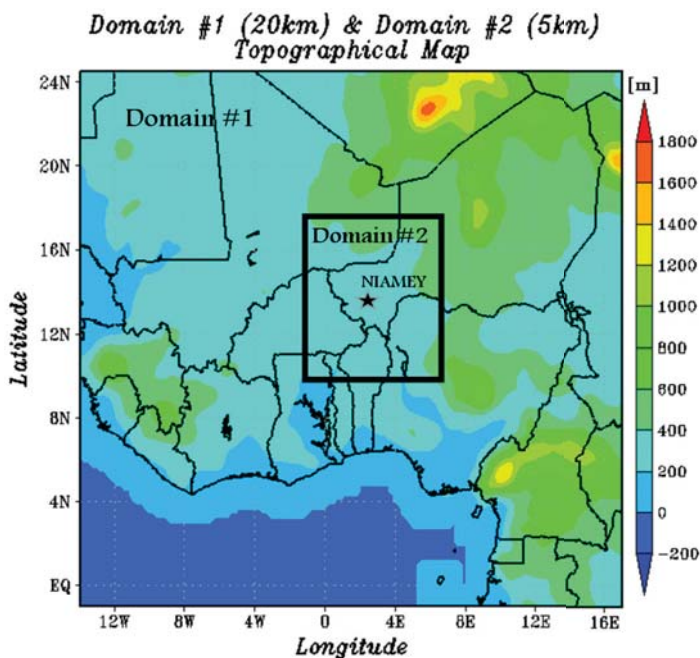 Domain #1 (20km) & Domain #2 (5km)
Topographical Map
[m]
24N
20N
16N
12N
8N
4N
EQ
Latitude
Domain #1
Domain #2
NIAMEY
1800
1600
1400
1200
1000
800
600
400
200
0
-200
12W 8W 4W 0 4E 8E 12E 16E
Longitude